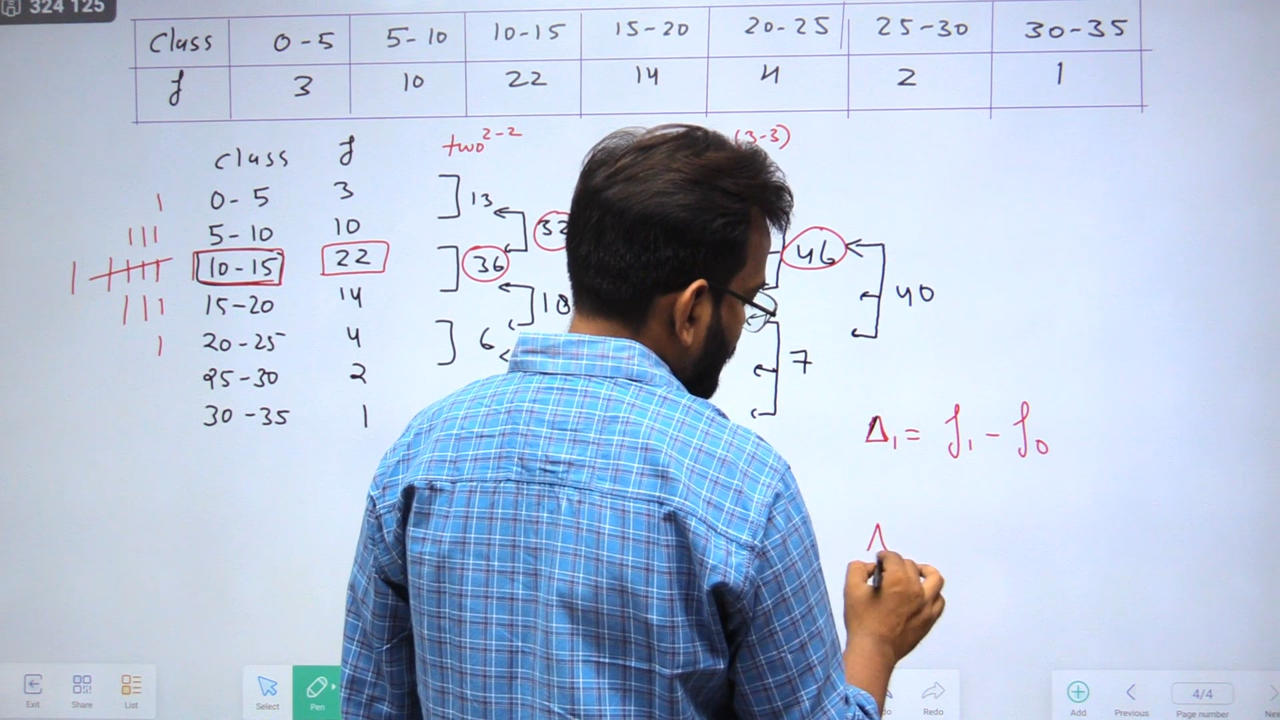 324 125
Class 0-5 5-10 10-15 15-20 20-25 25-30 30-35
f 3 10 22 14 4 2 1
class f two 2-2 (3-3)
0-5 3 13
5-10 10 32 46
10-15 22 36 40
15-20 14 18
20-25 4 6 7
25-30 2
30-35 1
Δ₁ = f₁ - f₀
Δ
Exit Share List Select Pen Redo Add Previous 4/4 Page number Next